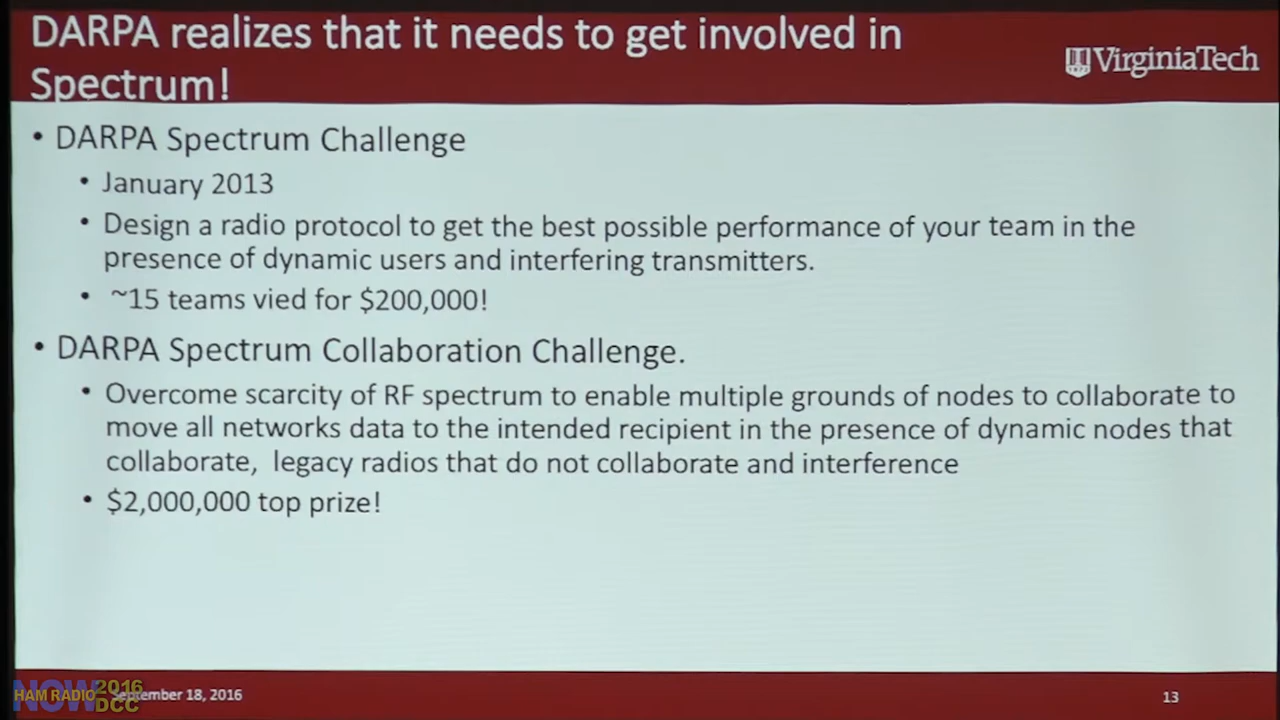 DARPA realizes that it needs to get involved in
Spectrum!
VirginiaTech
1872
• DARPA Spectrum Challenge
• January 2013
• Design a radio protocol to get the best possible performance of your team in the
presence of dynamic users and interfering transmitters.
• ~15 teams vied for $200,000!
• DARPA Spectrum Collaboration Challenge.
• Overcome scarcity of RF spectrum to enable multiple grounds of nodes to collaborate to
move all networks data to the intended recipient in the presence of dynamic nodes that
collaborate, legacy radios that do not collaborate and interference
• $2,000,000 top prize!
HAM RADIO NOW 2016 DCC
September 18, 2016
13